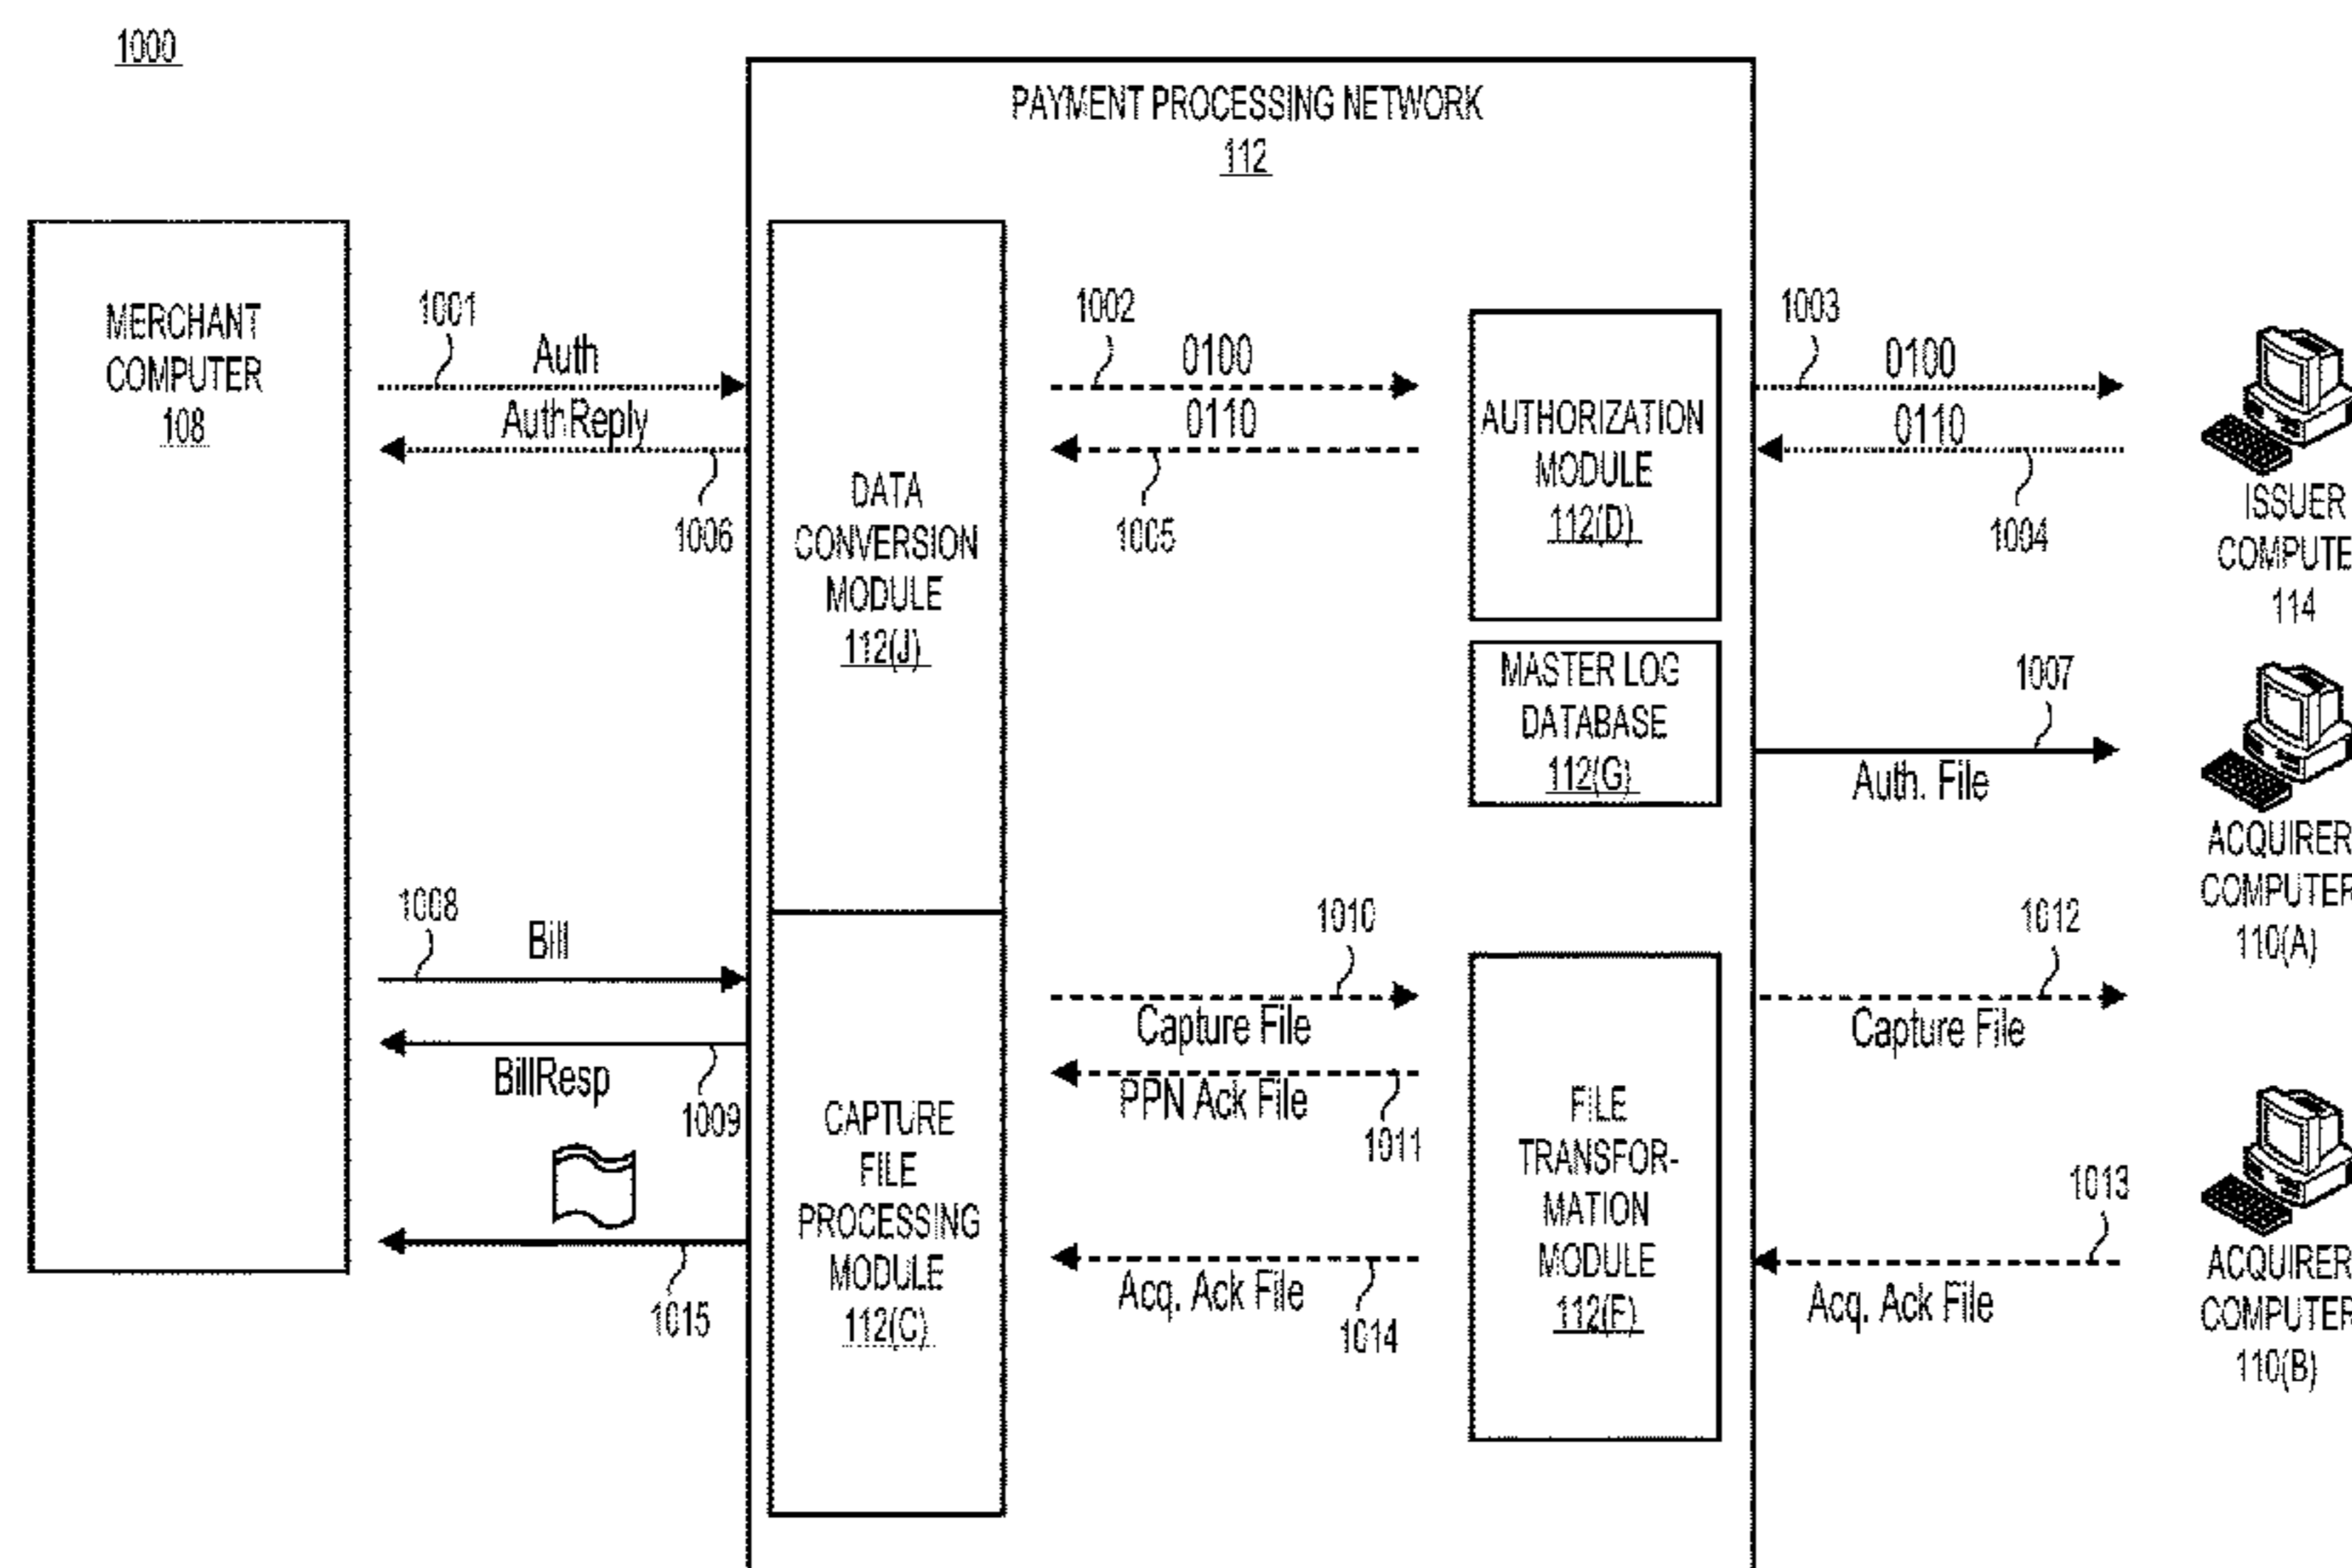 1000
PAYMENT PROCESSING NETWORK
112
MERCHANT
COMPUTER
108
1001
Auth
AuthReply
1006
DATA
CONVERSION
MODULE
112(J)
1002
0100
0110
1005
AUTHORIZATION
MODULE
112(D)
1003
0100
0110
1004
ISSUER
COMPUTE
114
MASTER LOG
DATABASE
112(G)
1007
Auth. File
ACQUIRER
COMPUTER
110(A)
1008
Bill
BillResp
1009
1015
CAPTURE
FILE
PROCESSING
MODULE
112(C)
1010
Capture File
PPN Ack File
1011
Acq. Ack File
1014
FILE
TRANSFOR-
MATION
MODULE
1012
Capture File
1013
Acq. Ack File
ACQUIRER
COMPUTER
110(B)